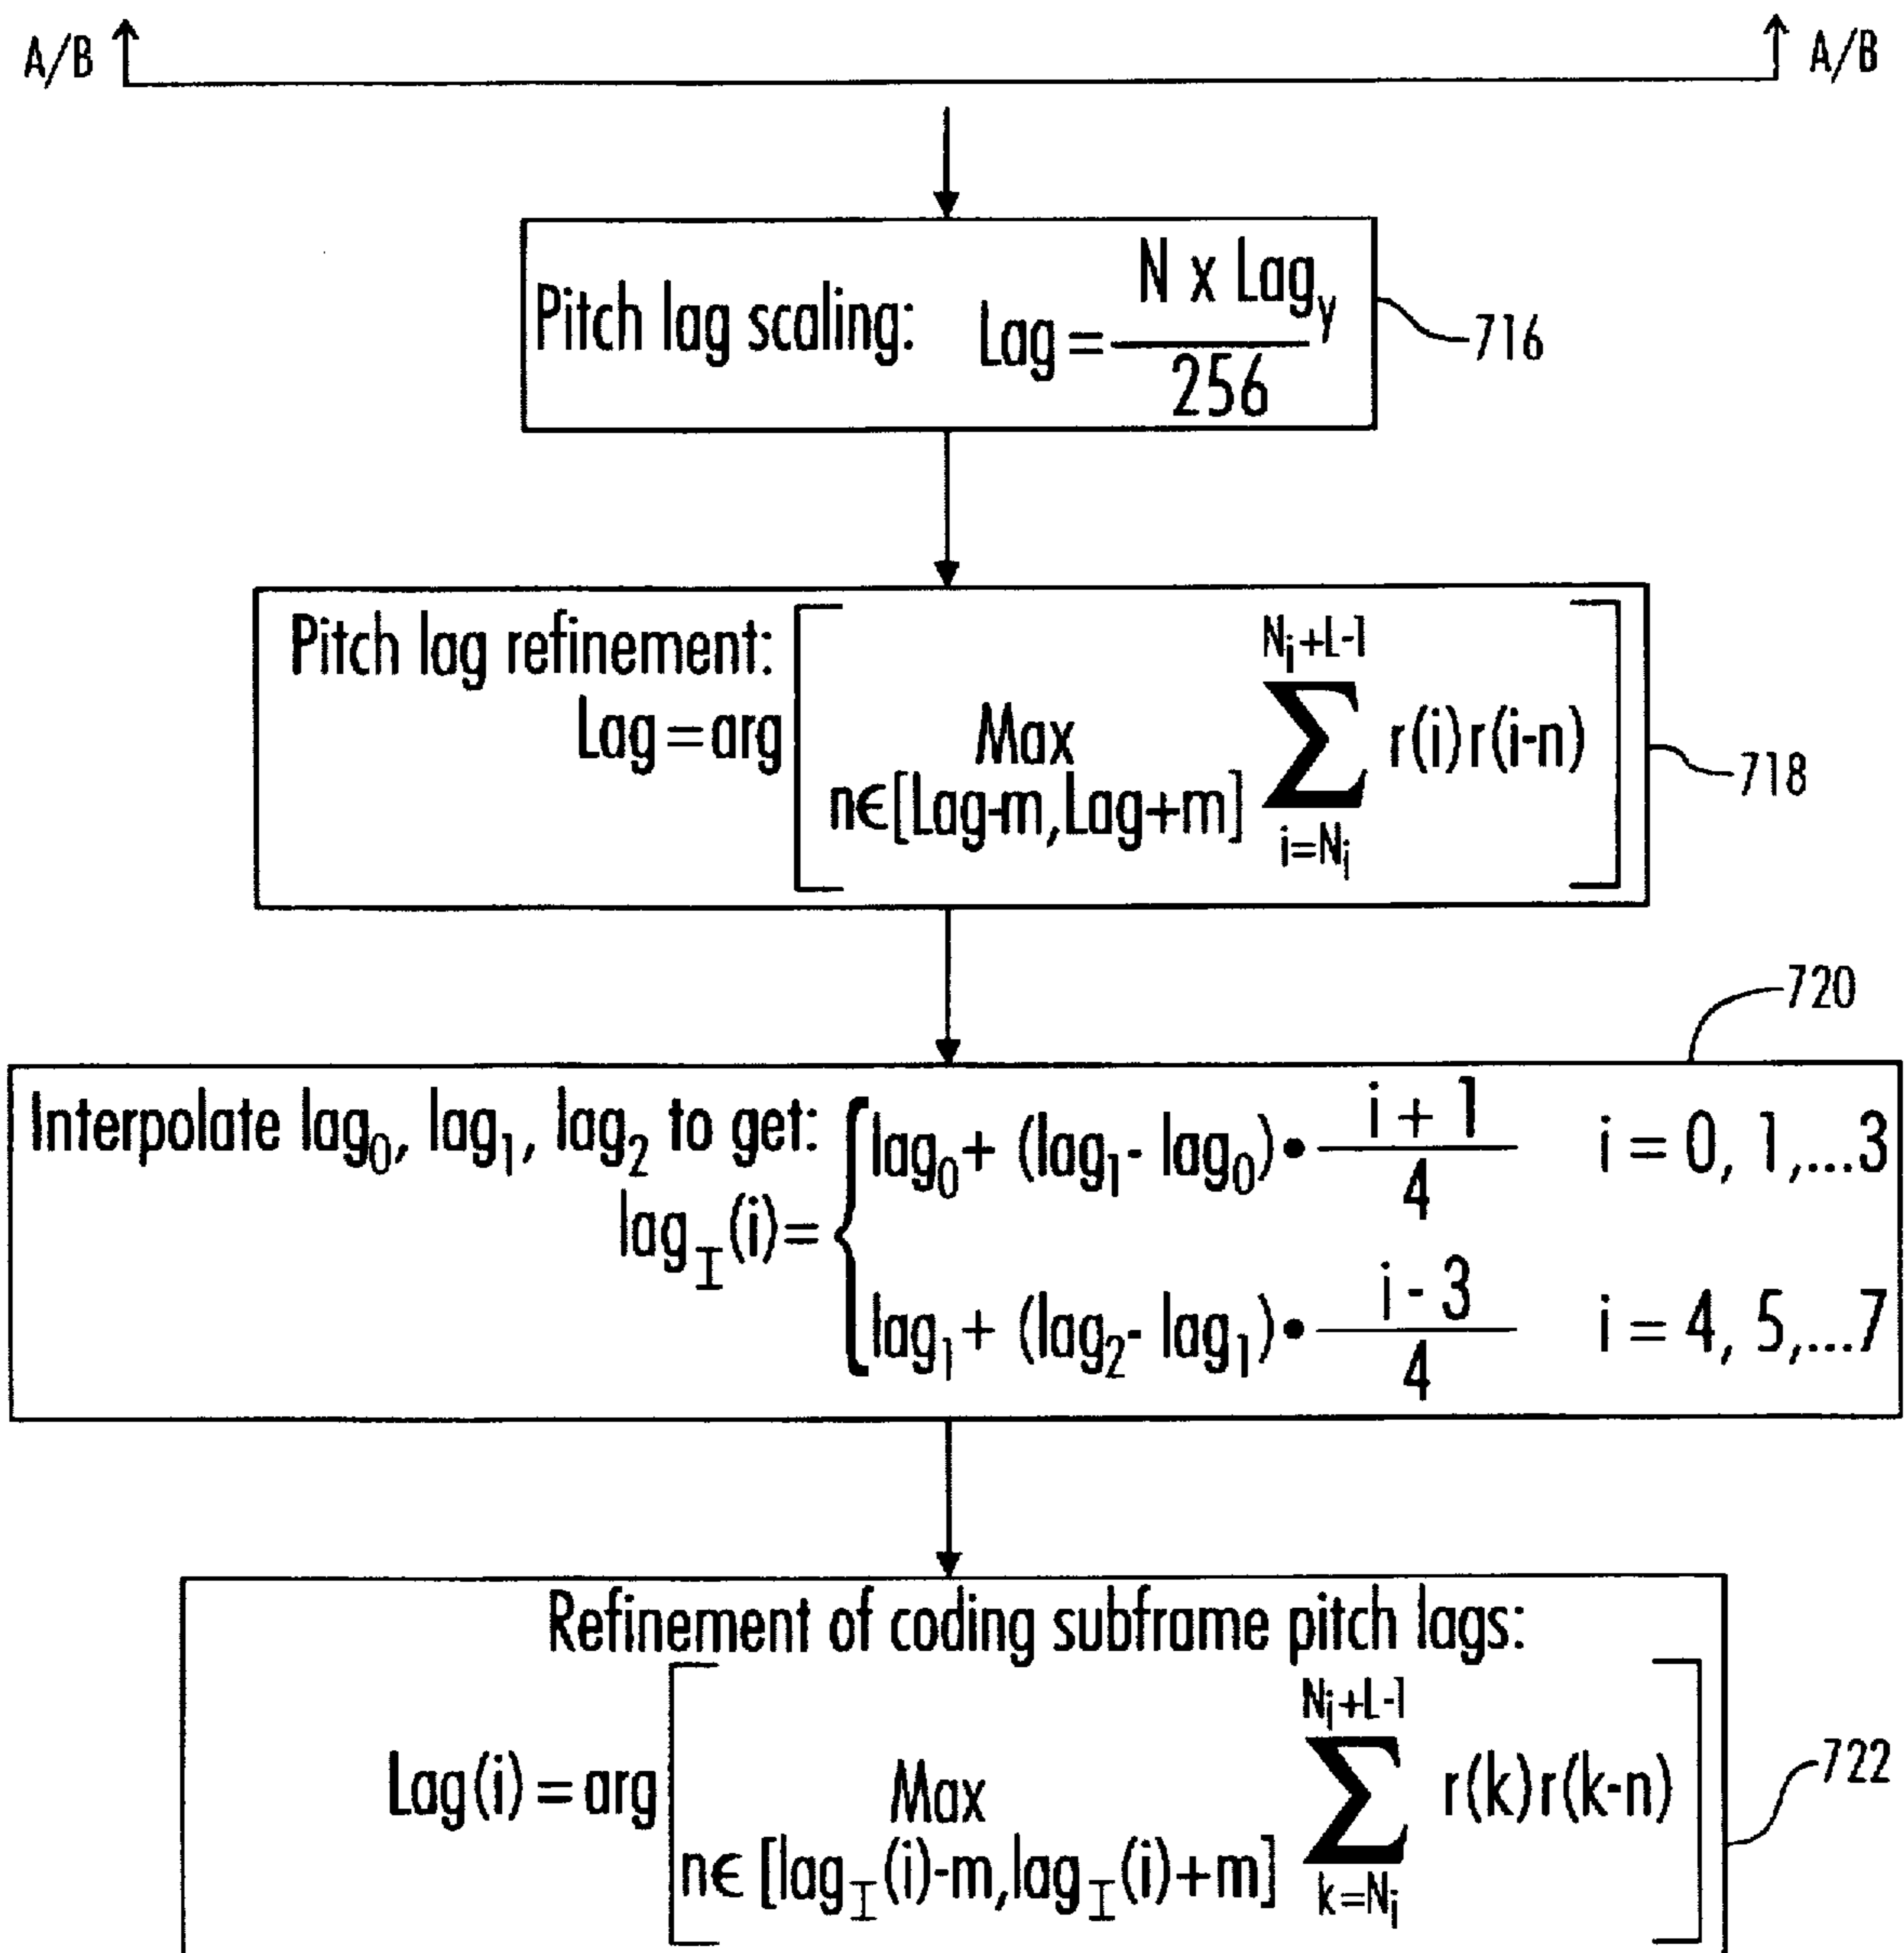 A/B A/B
Pitch lag scaling: Lag = N x Lag_y / 256
716
Pitch lag refinement:
Lag = arg [ Max n∈[Lag-m,Lag+m] ∑ i=N_i N_i+L-1 r(i)r(i-n) ]
718
720
Interpolate lag_0, lag_1, lag_2 to get:
lag_I(i) = { lag_0 + (lag_1 - lag_0) • i + 1 / 4 i = 0, 1,...3
lag_1 + (lag_2 - lag_1) • i - 3 / 4 i = 4, 5,...7
Refinement of coding subframe pitch lags:
Lag(i) = arg [ Max n∈ [lag_I(i)-m,lag_I(i)+m] ∑ k=N_i N_i+L-1 r(k)r(k-n) ]
722